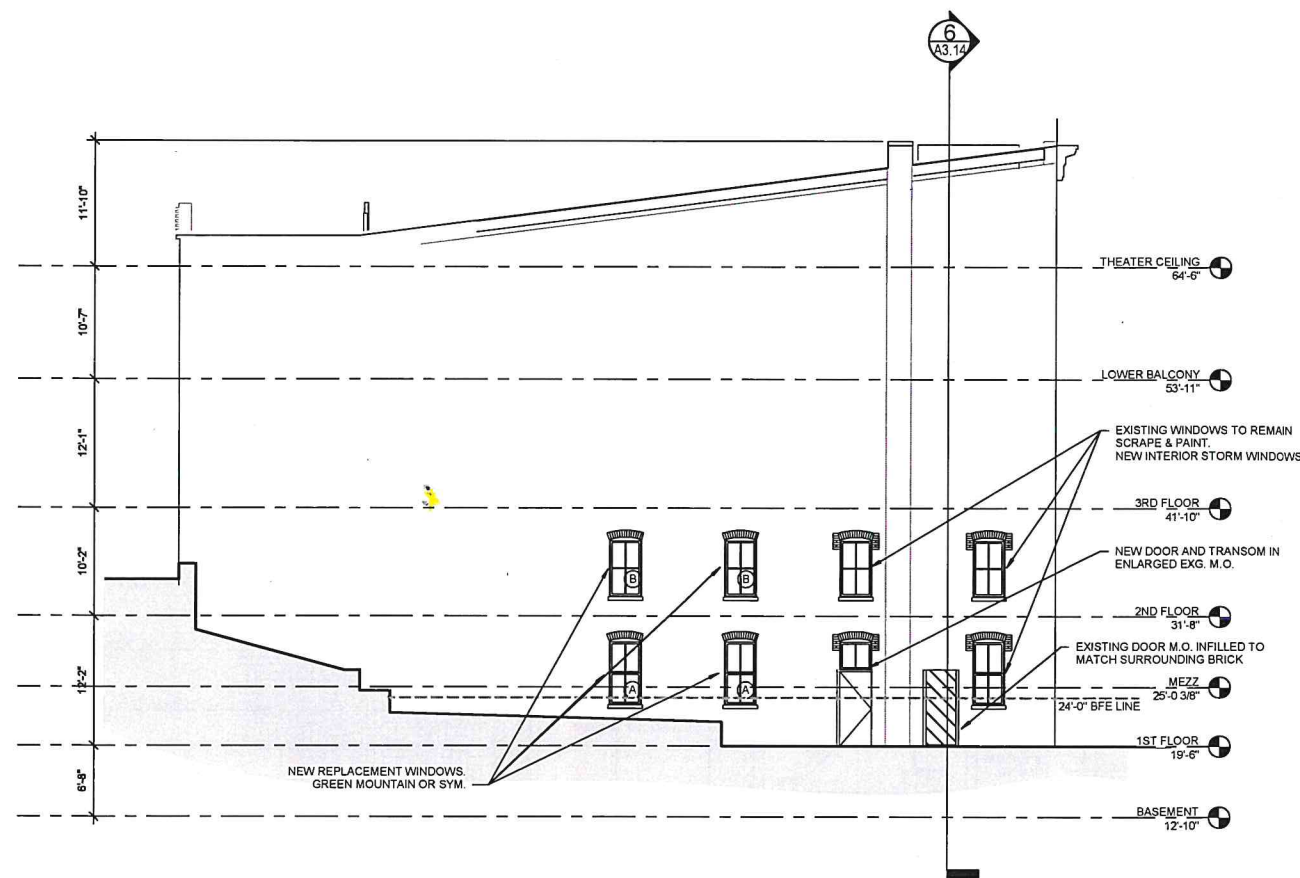 6
A3.14
11'-10"
THEATER CEILING
64'-6"
10'-7"
LOWER BALCONY
53'-11"
12'-1"
EXISTING WINDOWS TO REMAIN
SCRAPE & PAINT.
NEW INTERIOR STORM WINDOWS
3RD FLOOR
41'-10"
10'-2"
NEW DOOR AND TRANSOM IN
ENLARGED EXG. M.O.
B
B
2ND FLOOR
31'-8"
EXISTING DOOR M.O. INFILLED TO
MATCH SURROUNDING BRICK
12'-2"
A
A
MEZZ
25'-0 3/8"
24'-0" BFE LINE
1ST FLOOR
19'-6"
NEW REPLACEMENT WINDOWS.
GREEN MOUNTAIN OR SYM.
6'-8"
BASEMENT
12'-10"